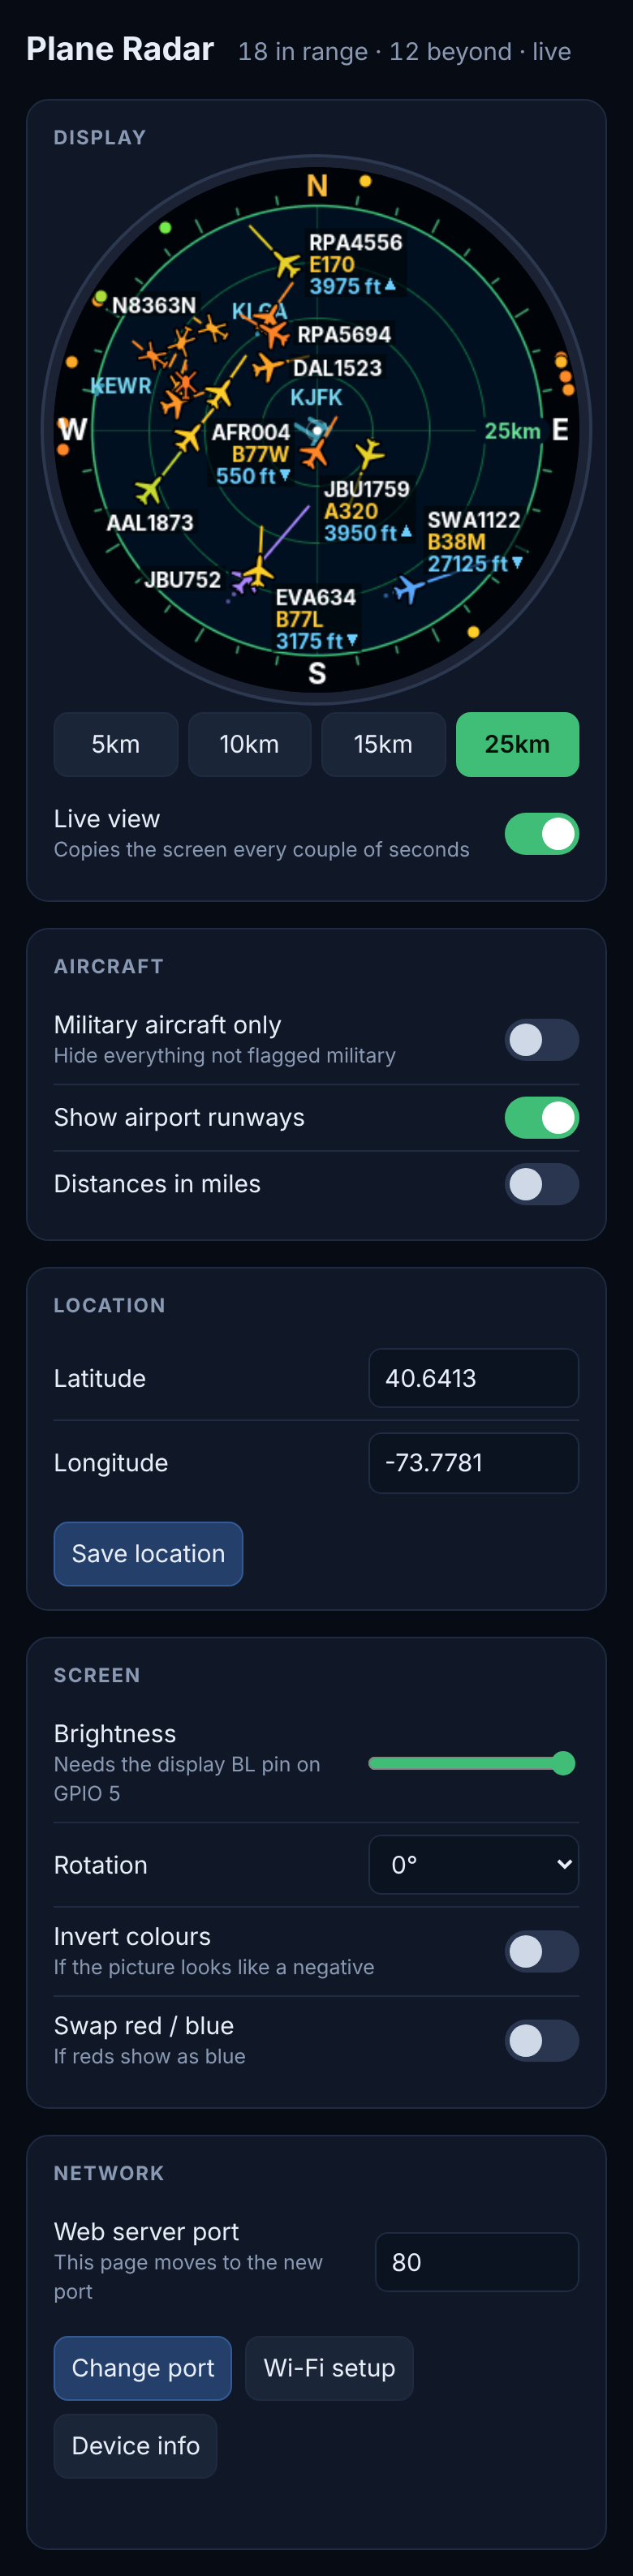 Plane Radar 18 in range · 12 beyond · live
DISPLAY
N
RPA4556
E170
3975 ft▲
N8363N
KLGA
RPA5694
DAL1523
KEWR
KJFK
W
AFR004
B77W
550 ft▼
25km
E
JBU1759
A320
3950 ft▲
AAL1873
SWA1122
B38M
27125 ft▼
JBU752
EVA634
B77L
3175 ft▼
S
5km 10km 15km 25km
Live view
Copies the screen every couple of seconds
AIRCRAFT
Military aircraft only
Hide everything not flagged military
Show airport runways
Distances in miles
LOCATION
Latitude 40.6413
Longitude -73.7781
Save location
SCREEN
Brightness
Needs the display BL pin on
GPIO 5
Rotation 0°
Invert colours
If the picture looks like a negative
Swap red / blue
If reds show as blue
NETWORK
Web server port
This page moves to the new
port
80
Change port Wi-Fi setup
Device info